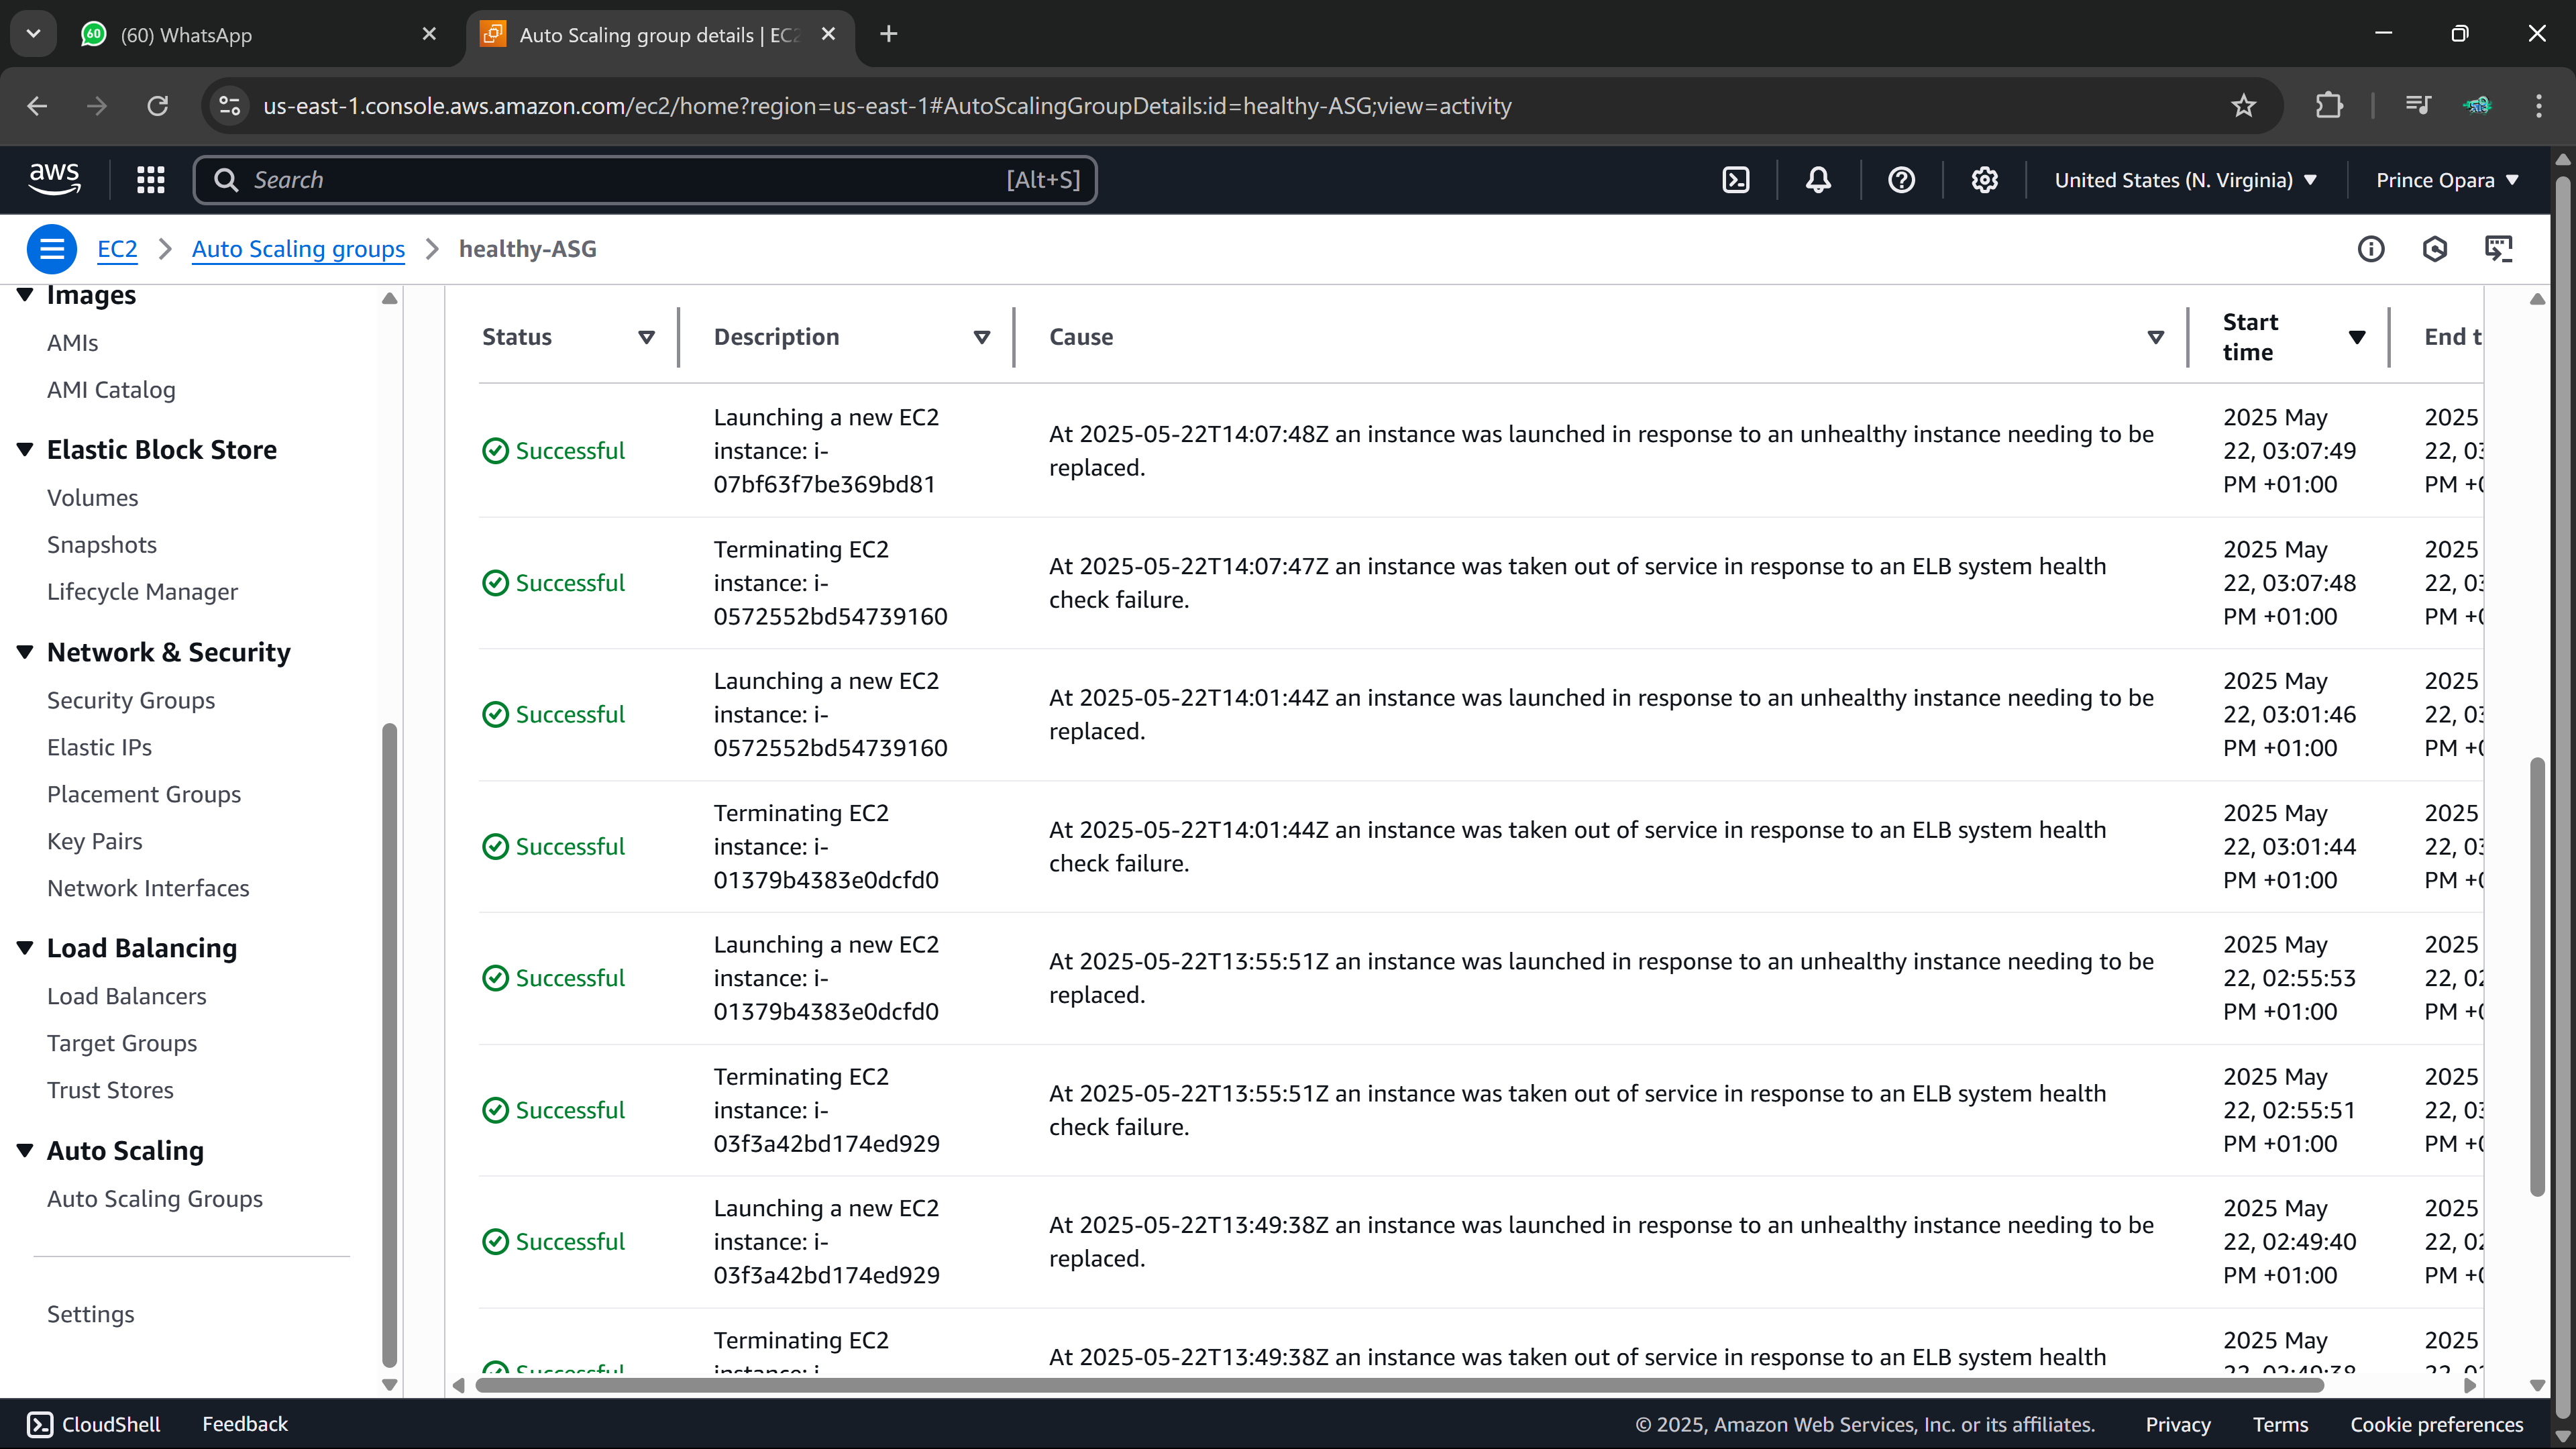 60
(60) WhatsApp
Auto Scaling group details | EC2
us-east-1.console.aws.amazon.com/ec2/home?region=us-east-1#AutoScalingGroupDetails:id=healthy-ASG;view=activity
aws
Search
[Alt+S]
United States (N. Virginia)
Prince Opara
EC2
Auto Scaling groups
healthy-ASG
Images
AMIs
AMI Catalog
Elastic Block Store
Volumes
Snapshots
Lifecycle Manager
Network & Security
Security Groups
Elastic IPs
Placement Groups
Key Pairs
Network Interfaces
Load Balancing
Load Balancers
Target Groups
Trust Stores
Auto Scaling
Auto Scaling Groups
Settings
Status
Description
Cause
Start
time
End t
Successful
Launching a new EC2
instance: i-
07bf63f7be369bd81
At 2025-05-22T14:07:48Z an instance was launched in response to an unhealthy instance needing to be
replaced.
2025 May
22, 03:07:49
PM +01:00
2025
22, 03
PM +0
Successful
Terminating EC2
instance: i-
0572552bd54739160
At 2025-05-22T14:07:47Z an instance was taken out of service in response to an ELB system health
check failure.
2025 May
22, 03:07:48
PM +01:00
2025
22, 03
PM +0
Successful
Launching a new EC2
instance: i-
0572552bd54739160
At 2025-05-22T14:01:44Z an instance was launched in response to an unhealthy instance needing to be
replaced.
2025 May
22, 03:01:46
PM +01:00
2025
22, 03
PM +0
Successful
Terminating EC2
instance: i-
01379b4383e0dcfd0
At 2025-05-22T14:01:44Z an instance was taken out of service in response to an ELB system health
check failure.
2025 May
22, 03:01:44
PM +01:00
2025
22, 03
PM +0
Successful
Launching a new EC2
instance: i-
01379b4383e0dcfd0
At 2025-05-22T13:55:51Z an instance was launched in response to an unhealthy instance needing to be
replaced.
2025 May
22, 02:55:53
PM +01:00
2025
22, 02
PM +0
Successful
Terminating EC2
instance: i-
03f3a42bd174ed929
At 2025-05-22T13:55:51Z an instance was taken out of service in response to an ELB system health
check failure.
2025 May
22, 02:55:51
PM +01:00
2025
22, 03
PM +0
Successful
Launching a new EC2
instance: i-
03f3a42bd174ed929
At 2025-05-22T13:49:38Z an instance was launched in response to an unhealthy instance needing to be
replaced.
2025 May
22, 02:49:40
PM +01:00
2025
22, 02
PM +0
Successful
Terminating EC2
instance: i-
At 2025-05-22T13:49:38Z an instance was taken out of service in response to an ELB system health
2025 May
22, 02:49:38
2025
CloudShell
Feedback
© 2025, Amazon Web Services, Inc. or its affiliates.
Privacy
Terms
Cookie preferences